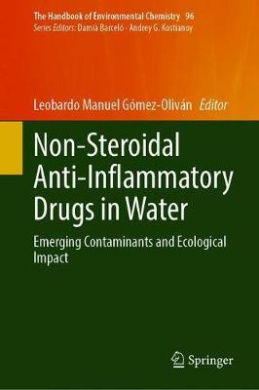 The Handbook of Environmental Chemistry 96
Series Editors: Damià Barceló · Andrey G. Kostianoy
Leobardo Manuel Gómez-Oliván Editor
Non-Steroidal
Anti-Inflammatory
Drugs in Water
Emerging Contaminants and Ecological
Impact
Springer